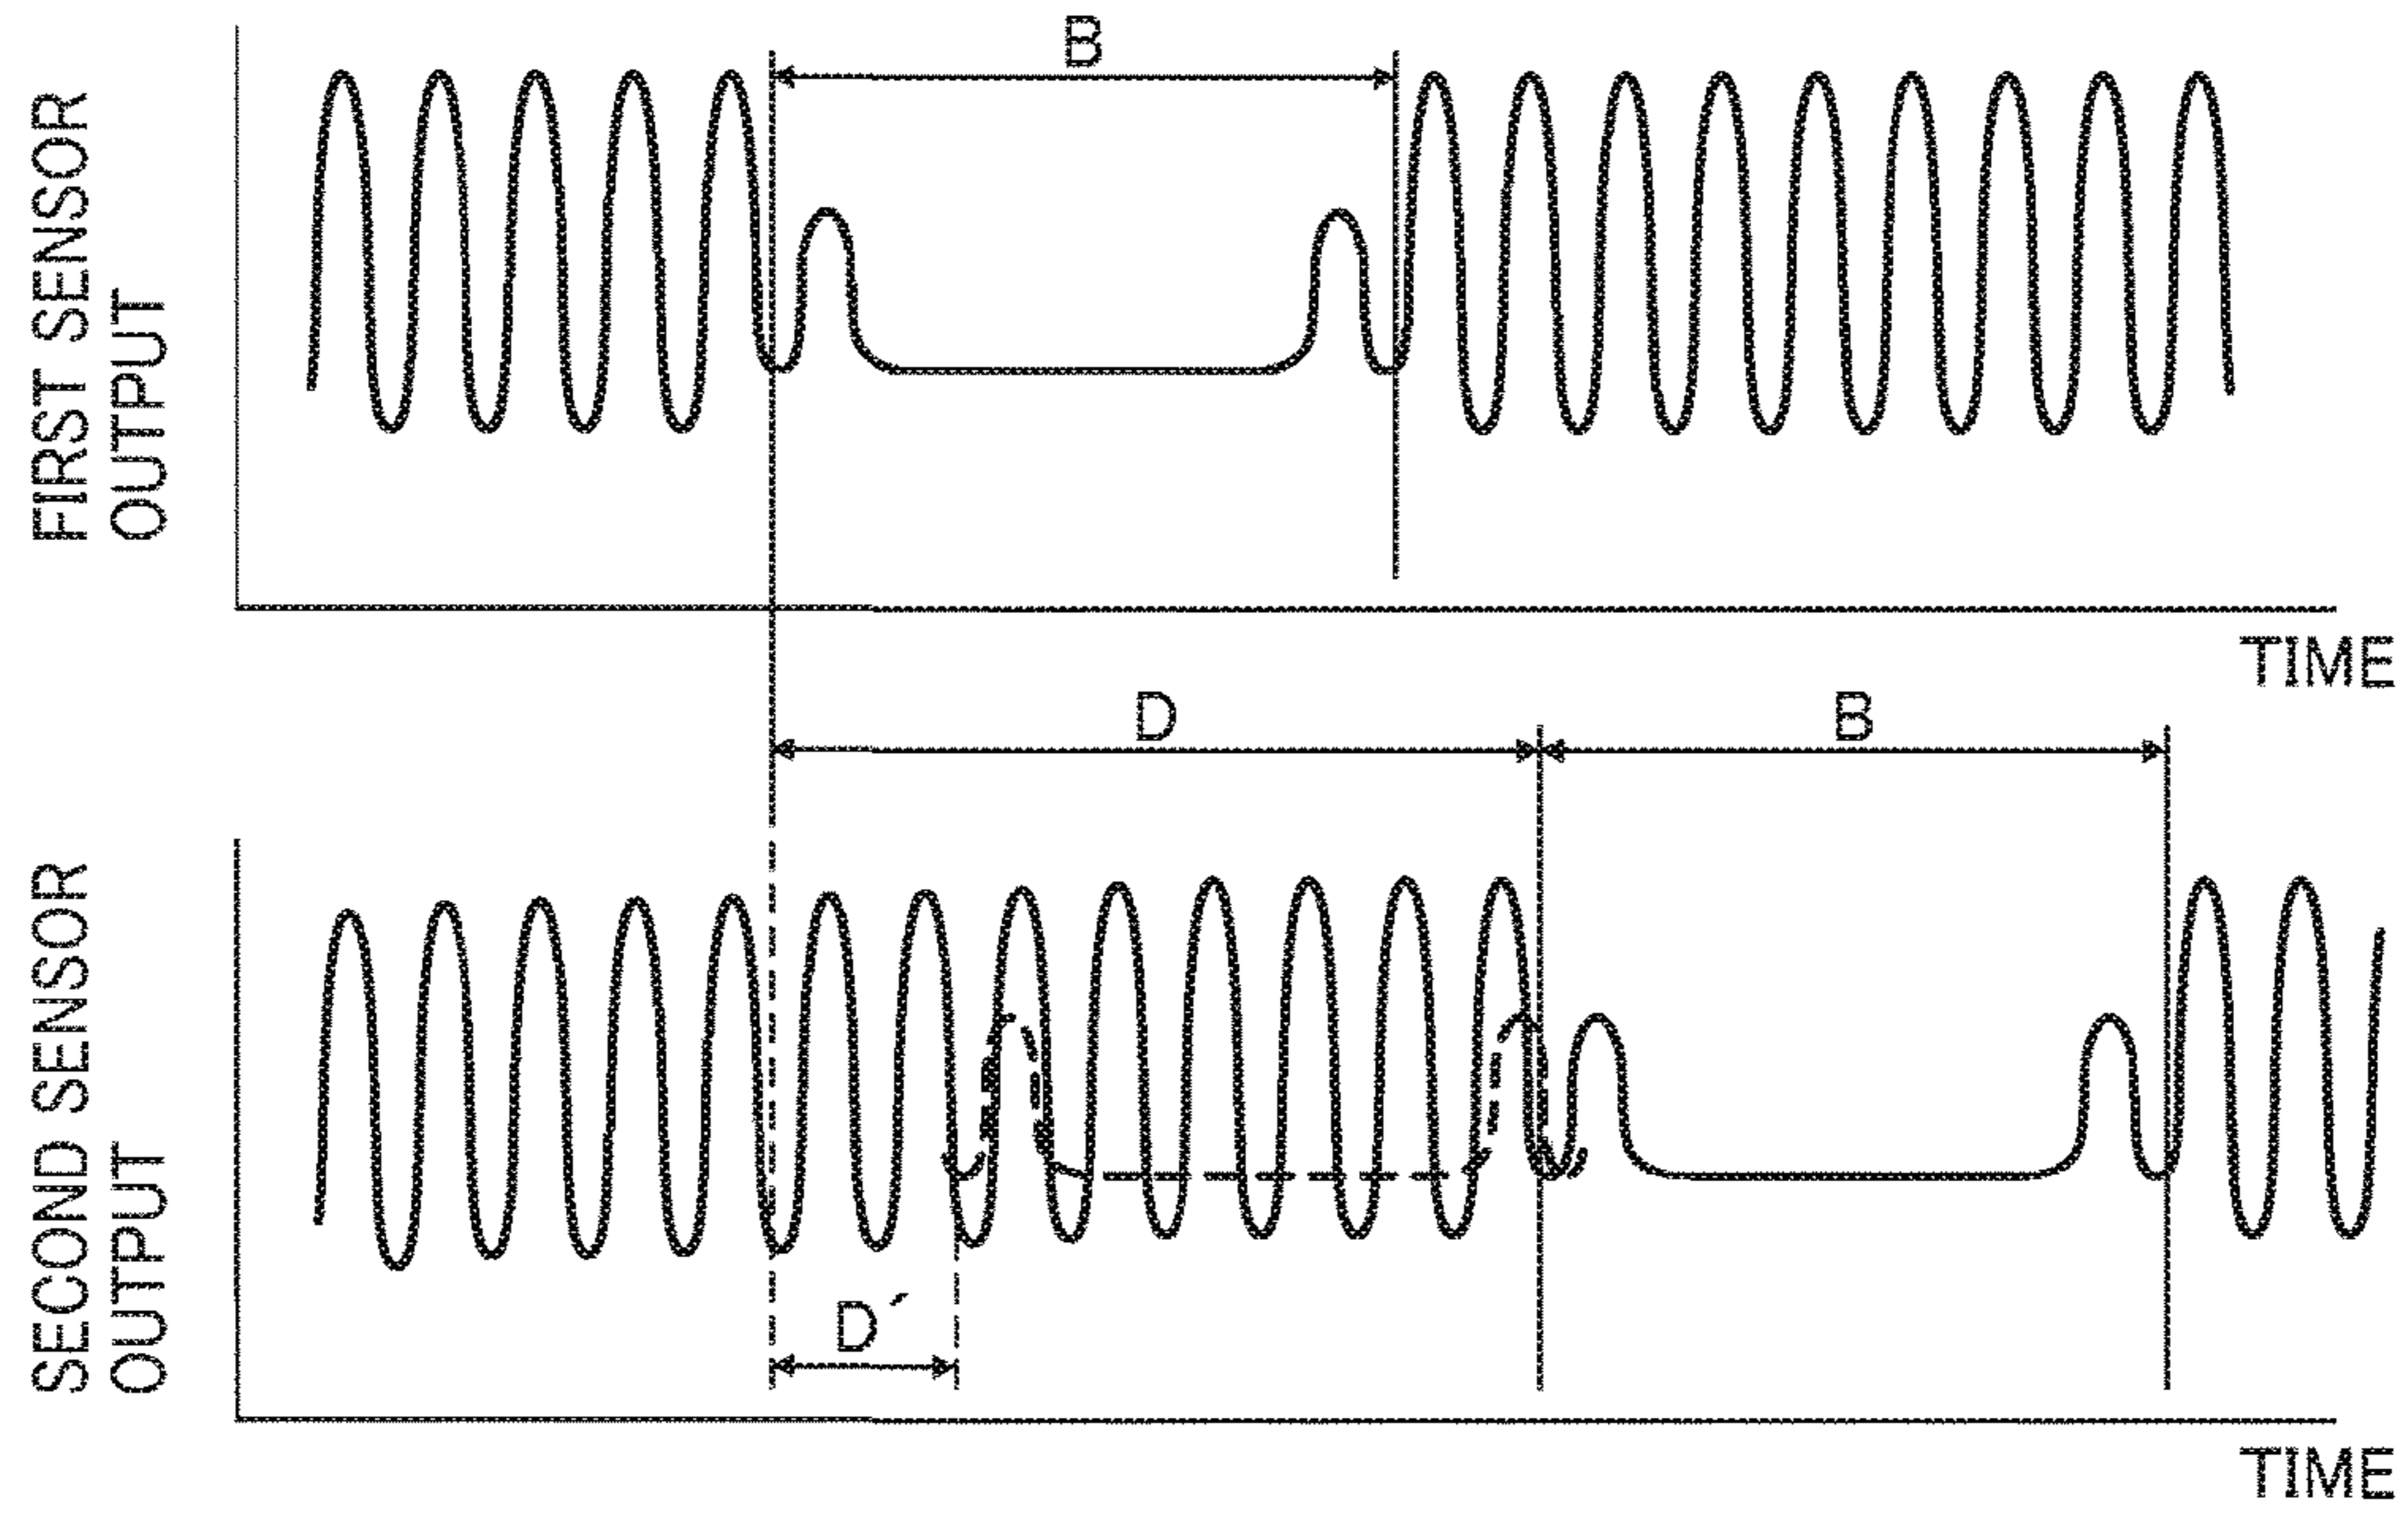 B
FIRST SENSOR
OUTPUT
TIME
D
B
SECOND SENSOR
OUTPUT
D´
TIME